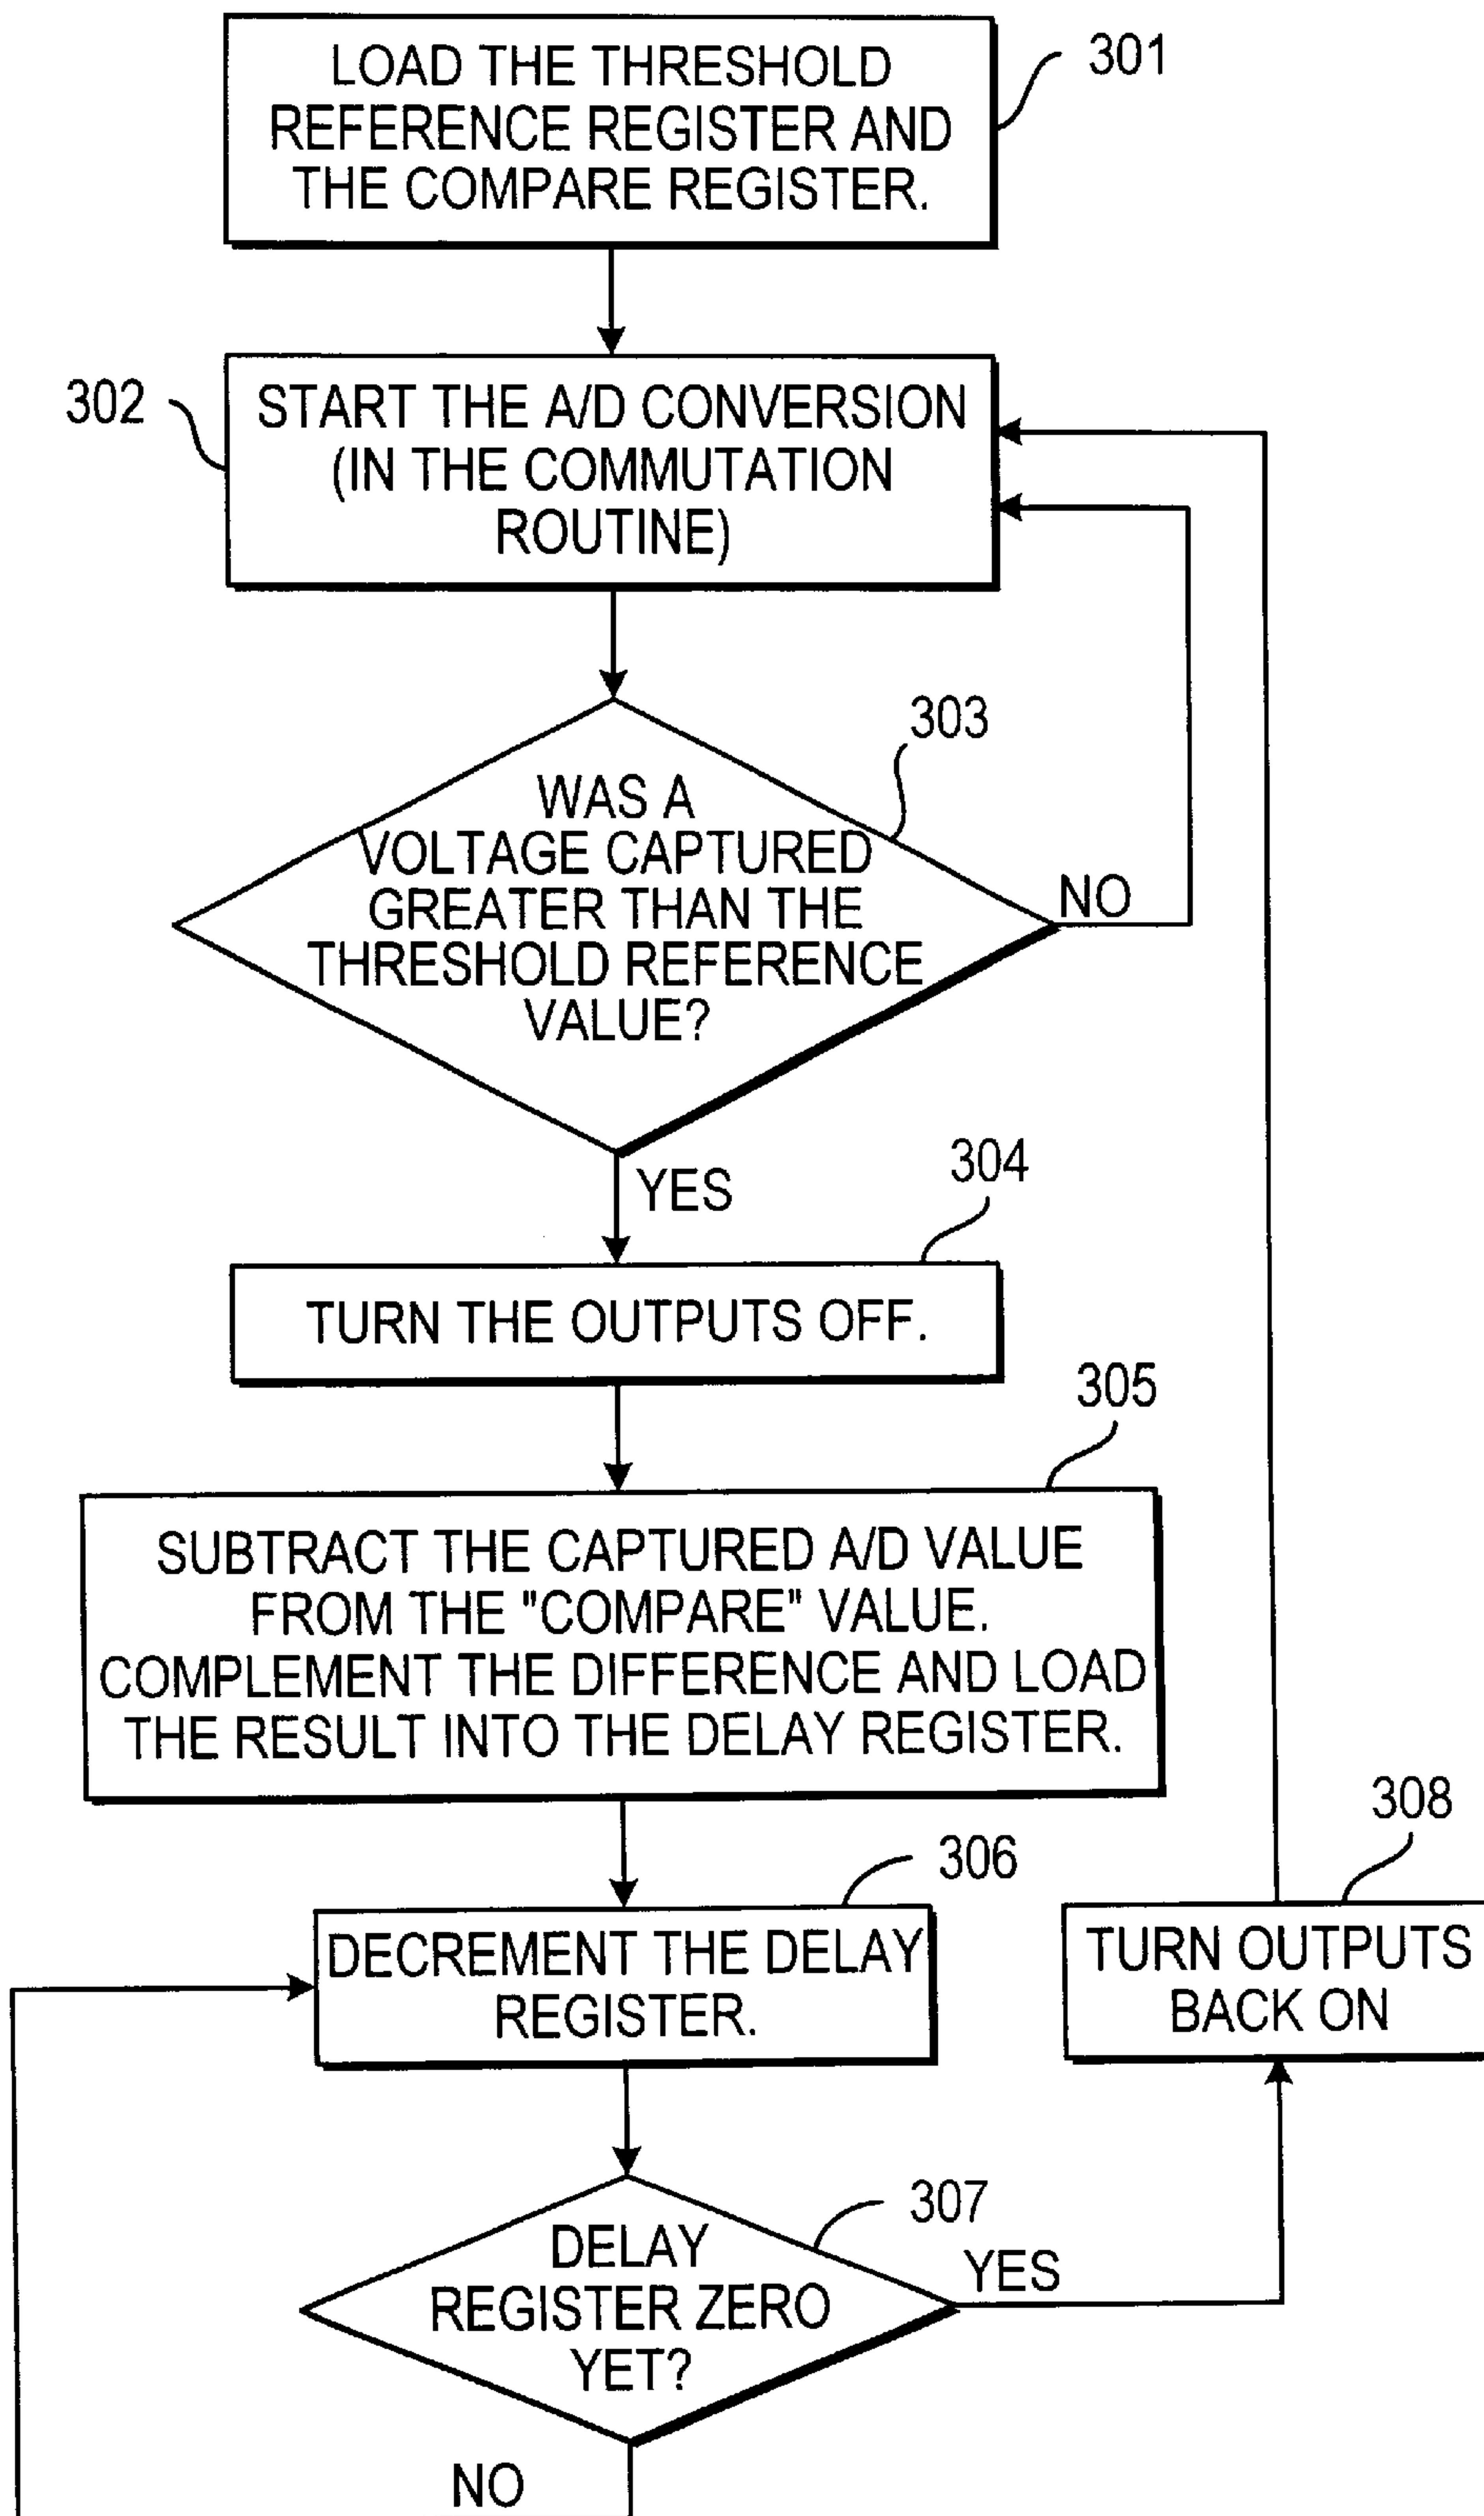 LOAD THE THRESHOLD
REFERENCE REGISTER AND
THE COMPARE REGISTER.
301
302
START THE A/D CONVERSION
(IN THE COMMUTATION
ROUTINE)
303
WAS A
VOLTAGE CAPTURED
GREATER THAN THE
THRESHOLD REFERENCE
VALUE?
NO
YES
304
TURN THE OUTPUTS OFF.
305
SUBTRACT THE CAPTURED A/D VALUE
FROM THE "COMPARE" VALUE.
COMPLEMENT THE DIFFERENCE AND LOAD
THE RESULT INTO THE DELAY REGISTER.
306
DECREMENT THE DELAY
REGISTER.
308
TURN OUTPUTS
BACK ON
307
DELAY
REGISTER ZERO
YET?
YES
NO